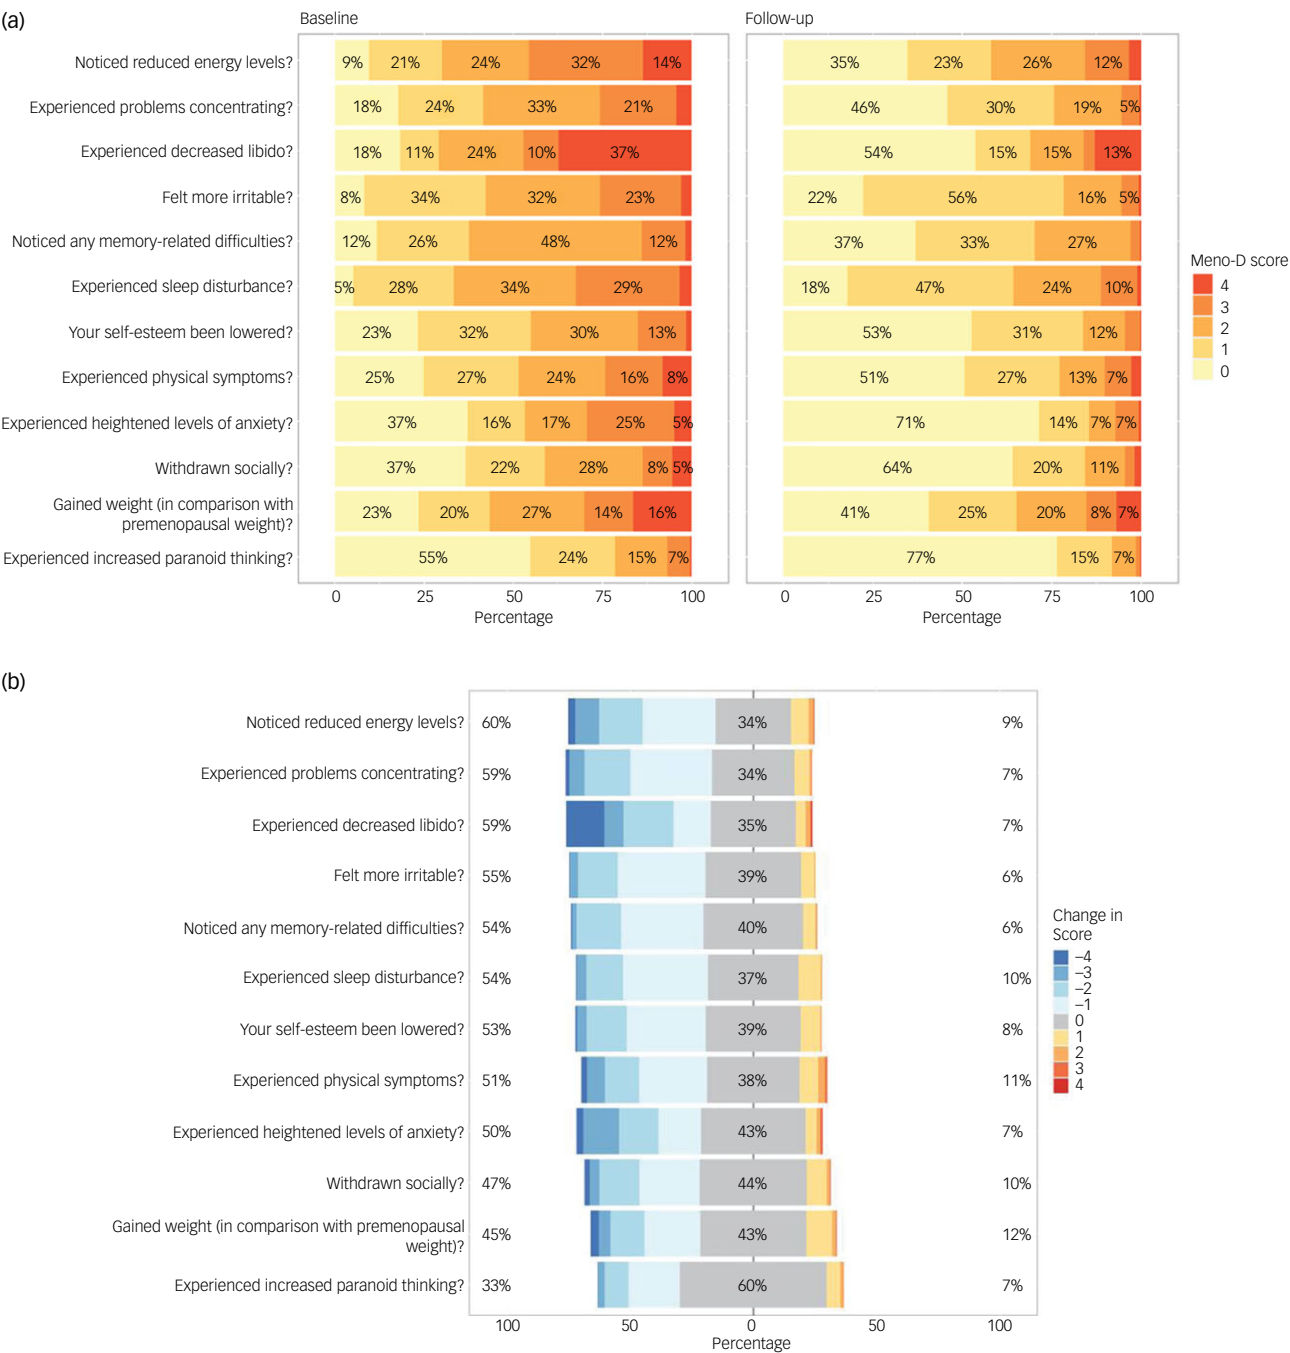 (a)
Baseline
Follow-up
Noticed reduced energy levels? 9% 21% 24% 32% 14% 35% 23% 26% 12%
Experienced problems concentrating? 18% 24% 33% 21% 46% 30% 19% 5%
Experienced decreased libido? 18% 11% 24% 10% 37% 54% 15% 15% 13%
Felt more irritable? 8% 34% 32% 23% 22% 56% 16% 5%
Noticed any memory-related difficulties? 12% 26% 48% 12% 37% 33% 27%
Experienced sleep disturbance? 5% 28% 34% 29% 18% 47% 24% 10%
Your self-esteem been lowered? 23% 32% 30% 13% 53% 31% 12%
Experienced physical symptoms? 25% 27% 24% 16% 8% 51% 27% 13% 7%
Experienced heightened levels of anxiety? 37% 16% 17% 25% 5% 71% 14% 7% 7%
Withdrawn socially? 37% 22% 28% 8% 5% 64% 20% 11%
Gained weight (in comparison with
premenopausal weight)? 23% 20% 27% 14% 16% 41% 25% 20% 8% 7%
Experienced increased paranoid thinking? 55% 24% 15% 7% 77% 15% 7%
0 25 50 75 100 0 25 50 75 100
Percentage
Percentage
Meno-D score
4
3
2
1
0
(b)
Noticed reduced energy levels? 60% 34% 9%
Experienced problems concentrating? 59% 34% 7%
Experienced decreased libido? 59% 35% 7%
Felt more irritable? 55% 39% 6%
Noticed any memory-related difficulties? 54% 40% 6%
Experienced sleep disturbance? 54% 37% 10%
Your self-esteem been lowered? 53% 39% 8%
Experienced physical symptoms? 51% 38% 11%
Experienced heightened levels of anxiety? 50% 43% 7%
Withdrawn socially? 47% 44% 10%
Gained weight (in comparison with premenopausal
weight)? 45% 43% 12%
Experienced increased paranoid thinking? 33% 60% 7%
100 50 0 50 100
Percentage
Change in
Score
–4
–3
–2
–1
0
1
2
3
4